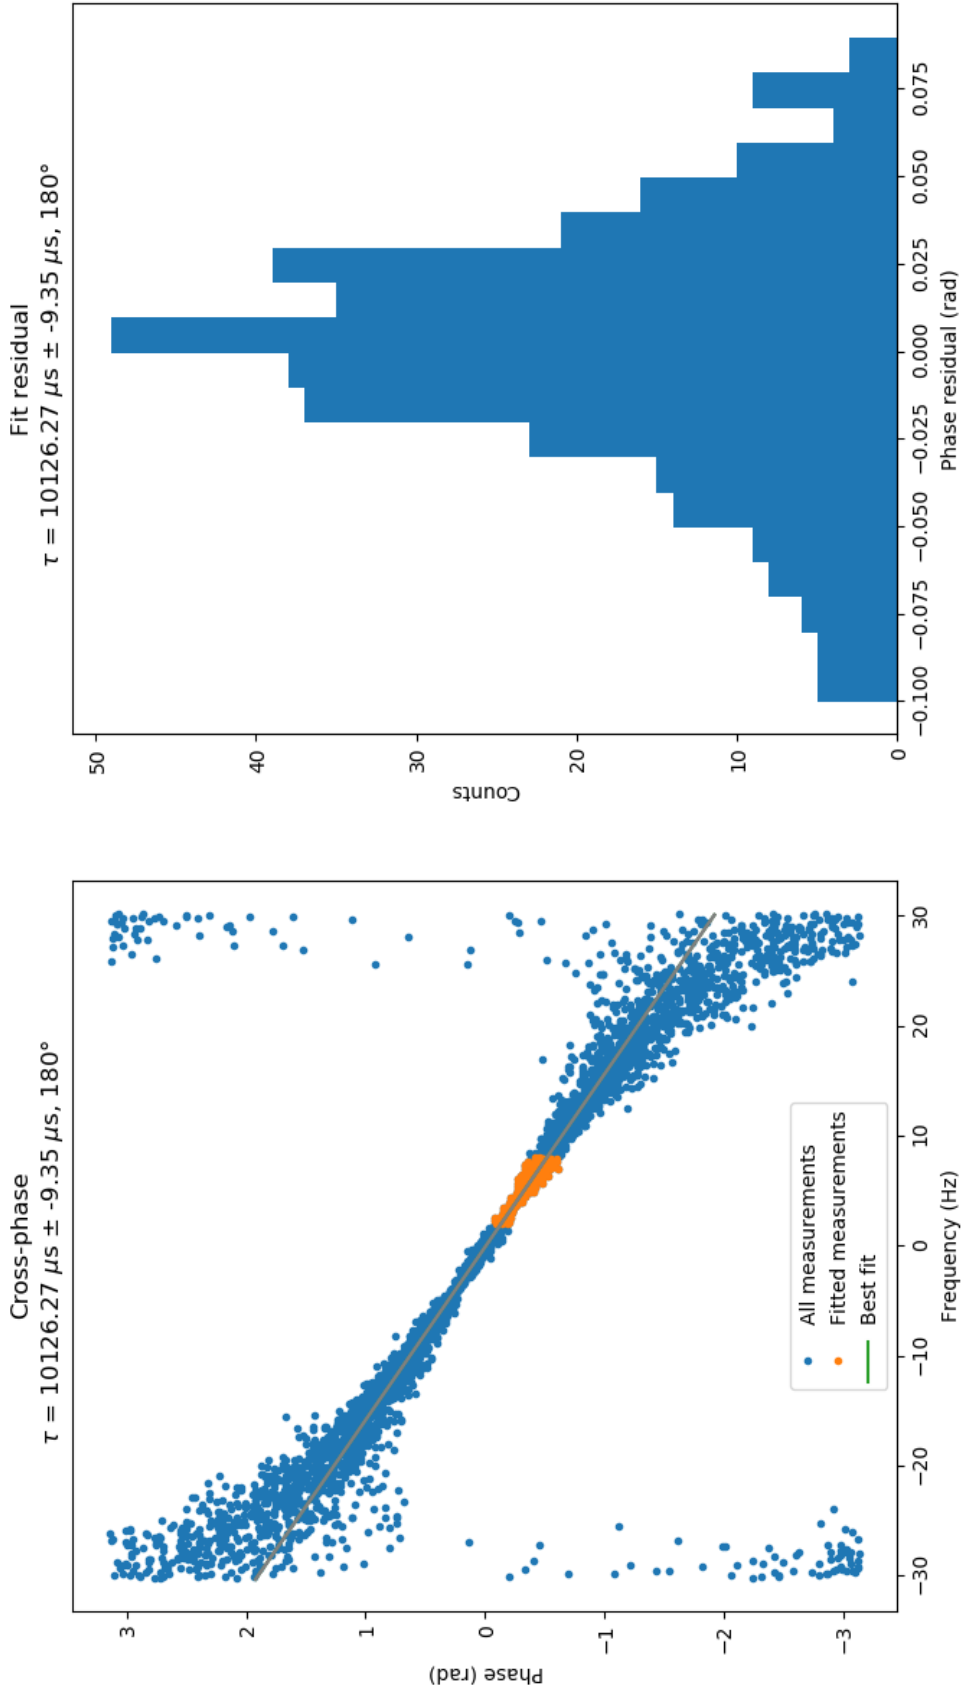 Cross-phase
τ = 10126.27 μs ± -9.35 μs, 180°
3
2
1
0
−1
−2
−3
Phase (rad)
All measurements
Fitted measurements
Best fit
−30
−20
−10
0
10
20
30
Frequency (Hz)
Fit residual
τ = 10126.27 μs ± -9.35 μs, 180°
50
40
30
20
10
0
Counts
−0.100
−0.075
−0.050
−0.025
0.000
0.025
0.050
0.075
Phase residual (rad)